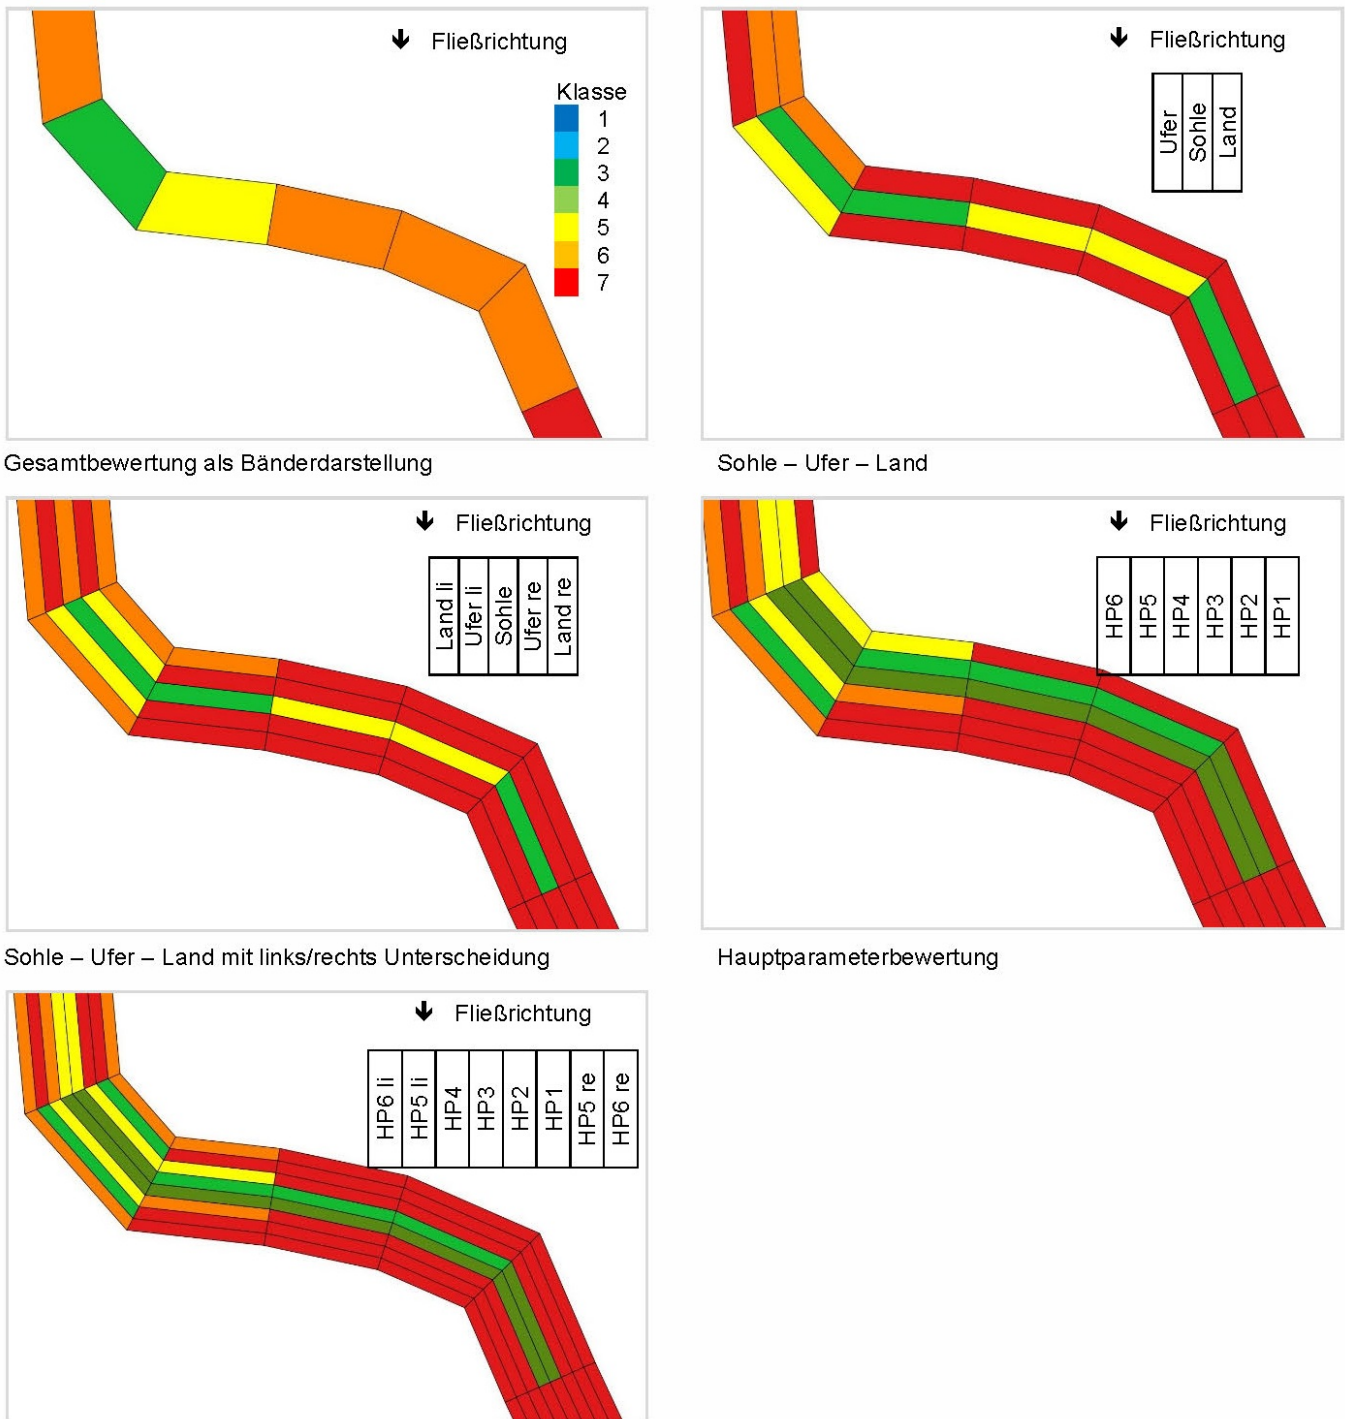 Fließrichtung
Klasse
1
2
3
4
5
6
7
Gesamtbewertung als Bänderdarstellung
Fließrichtung
Ufer
Sohle
Land
Sohle – Ufer – Land
Fließrichtung
Land li
Ufer li
Sohle
Ufer re
Land re
Sohle – Ufer – Land mit links/rechts Unterscheidung
Fließrichtung
HP6
HP5
HP4
HP3
HP2
HP1
Hauptparameterbewertung
Fließrichtung
HP6 li
HP5 li
HP4
HP3
HP2
HP1
HP5 re
HP6 re